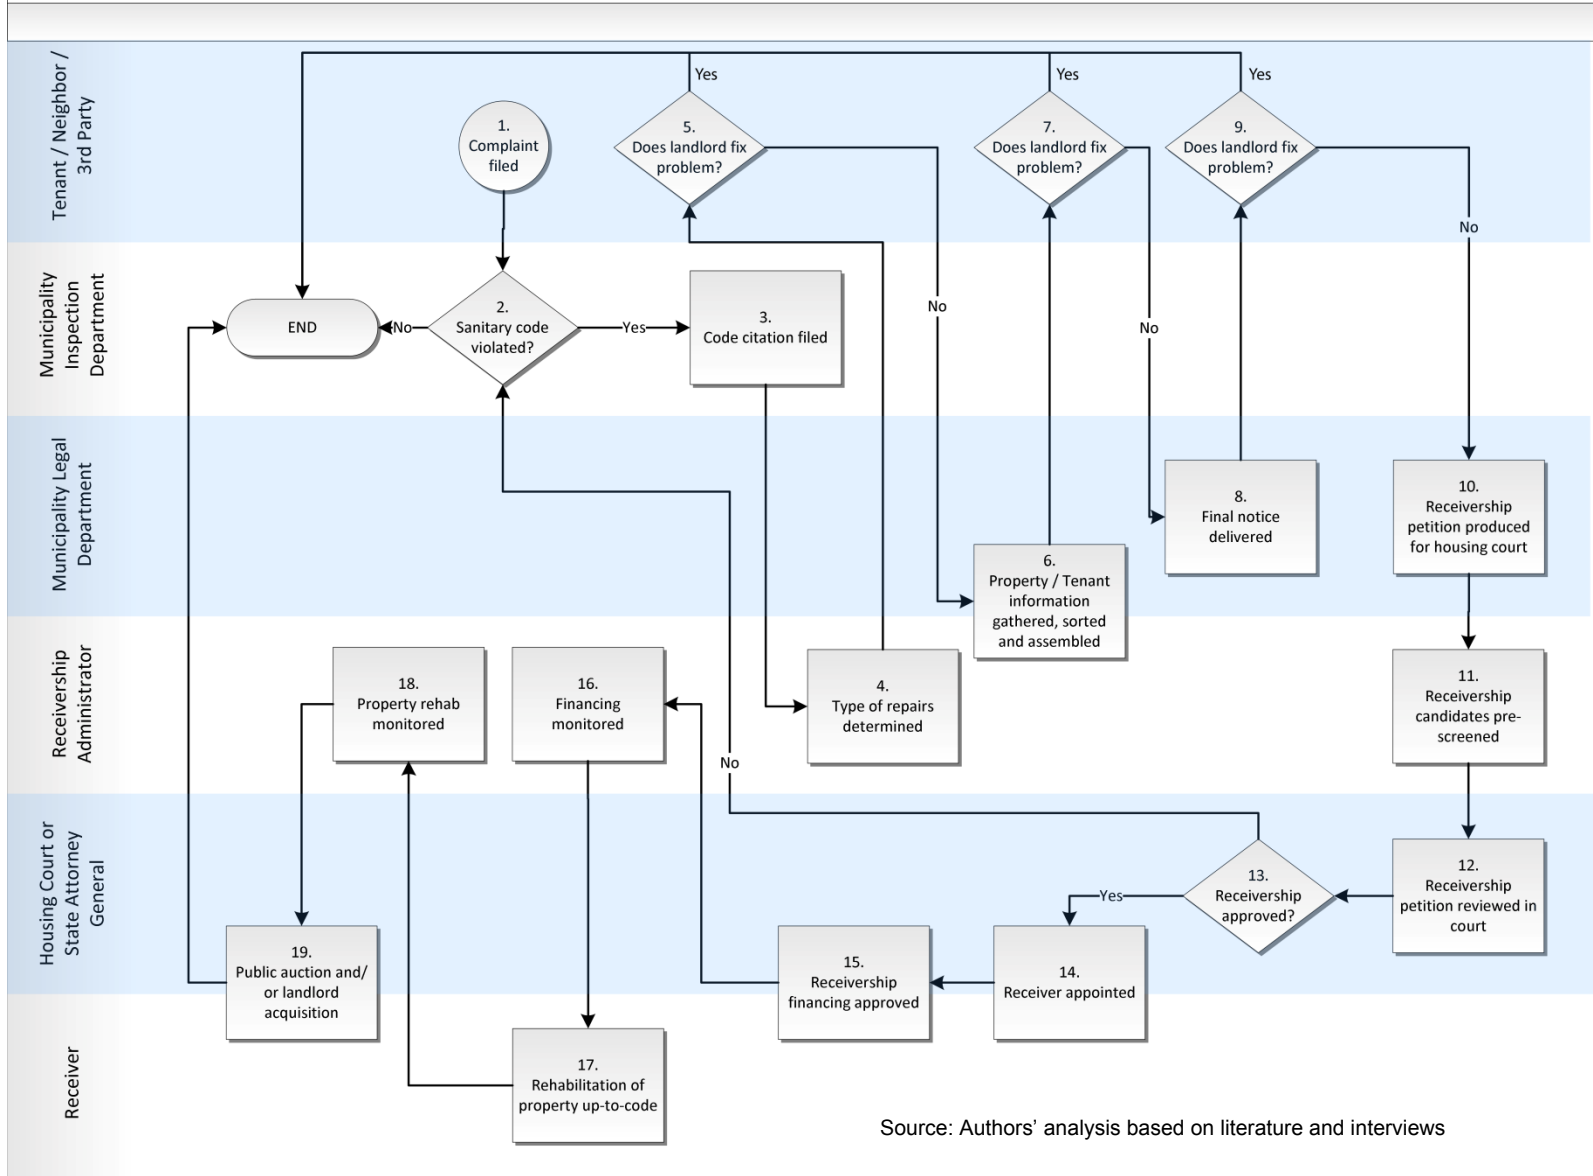 Tenant / Neighbor /
3rd Party
1.
Complaint
filed
5.
Does landlord fix
problem?
Yes
7.
Does landlord fix
problem?
Yes
9.
Does landlord fix
problem?
Yes
No
Municipality
Inspection
Department
END
No
2.
Sanitary code
violated?
Yes
3.
Code citation filed
No
No
Municipality Legal
Department
6.
Property / Tenant
information
gathered, sorted
and assembled
8.
Final notice
delivered
10.
Receivership
petition produced
for housing court
Receivership
Administrator
18.
Property rehab
monitored
16.
Financing
monitored
No
4.
Type of repairs
determined
11.
Receivership
candidates pre-
screened
Housing Court or
State Attorney
General
19.
Public auction and/
or landlord
acquisition
15.
Receivership
financing approved
14.
Receiver appointed
Yes
13.
Receivership
approved?
12.
Receivership
petition reviewed in
court
Receiver
17.
Rehabilitation of
property up-to-code
Source: Authors’ analysis based on literature and interviews